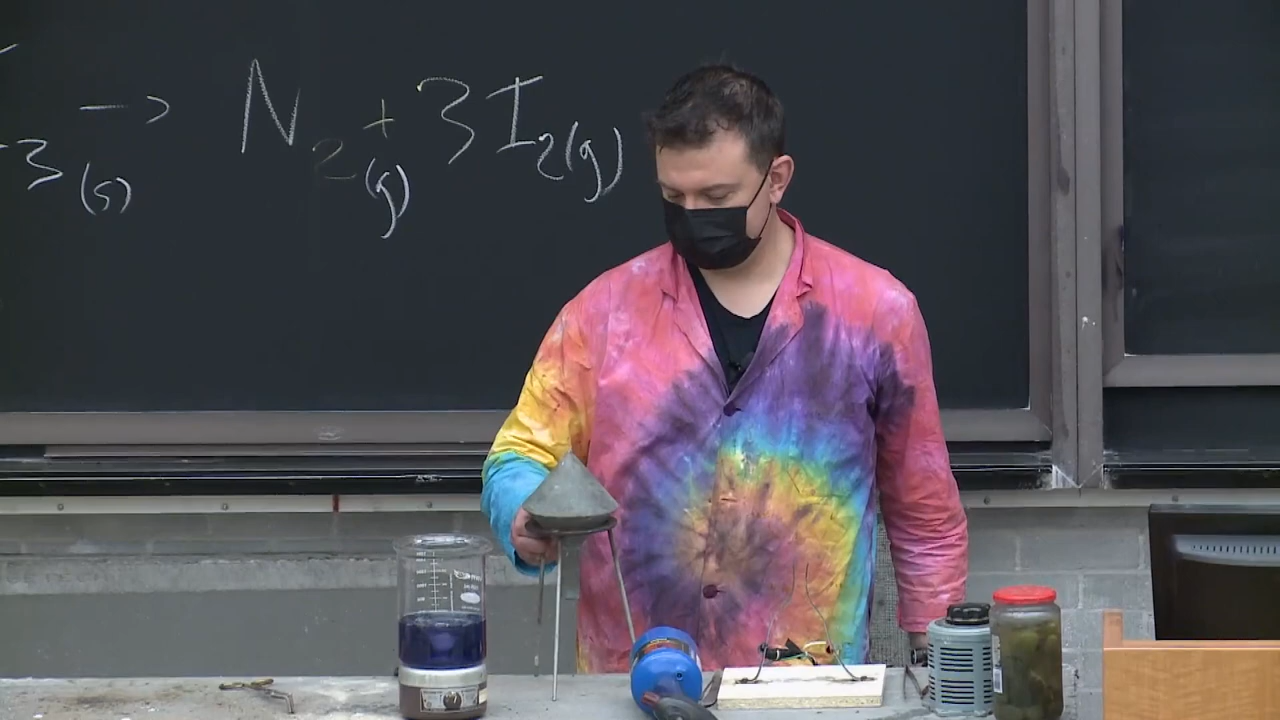 → N₂ + 3I₂(g)
3(s) (g)